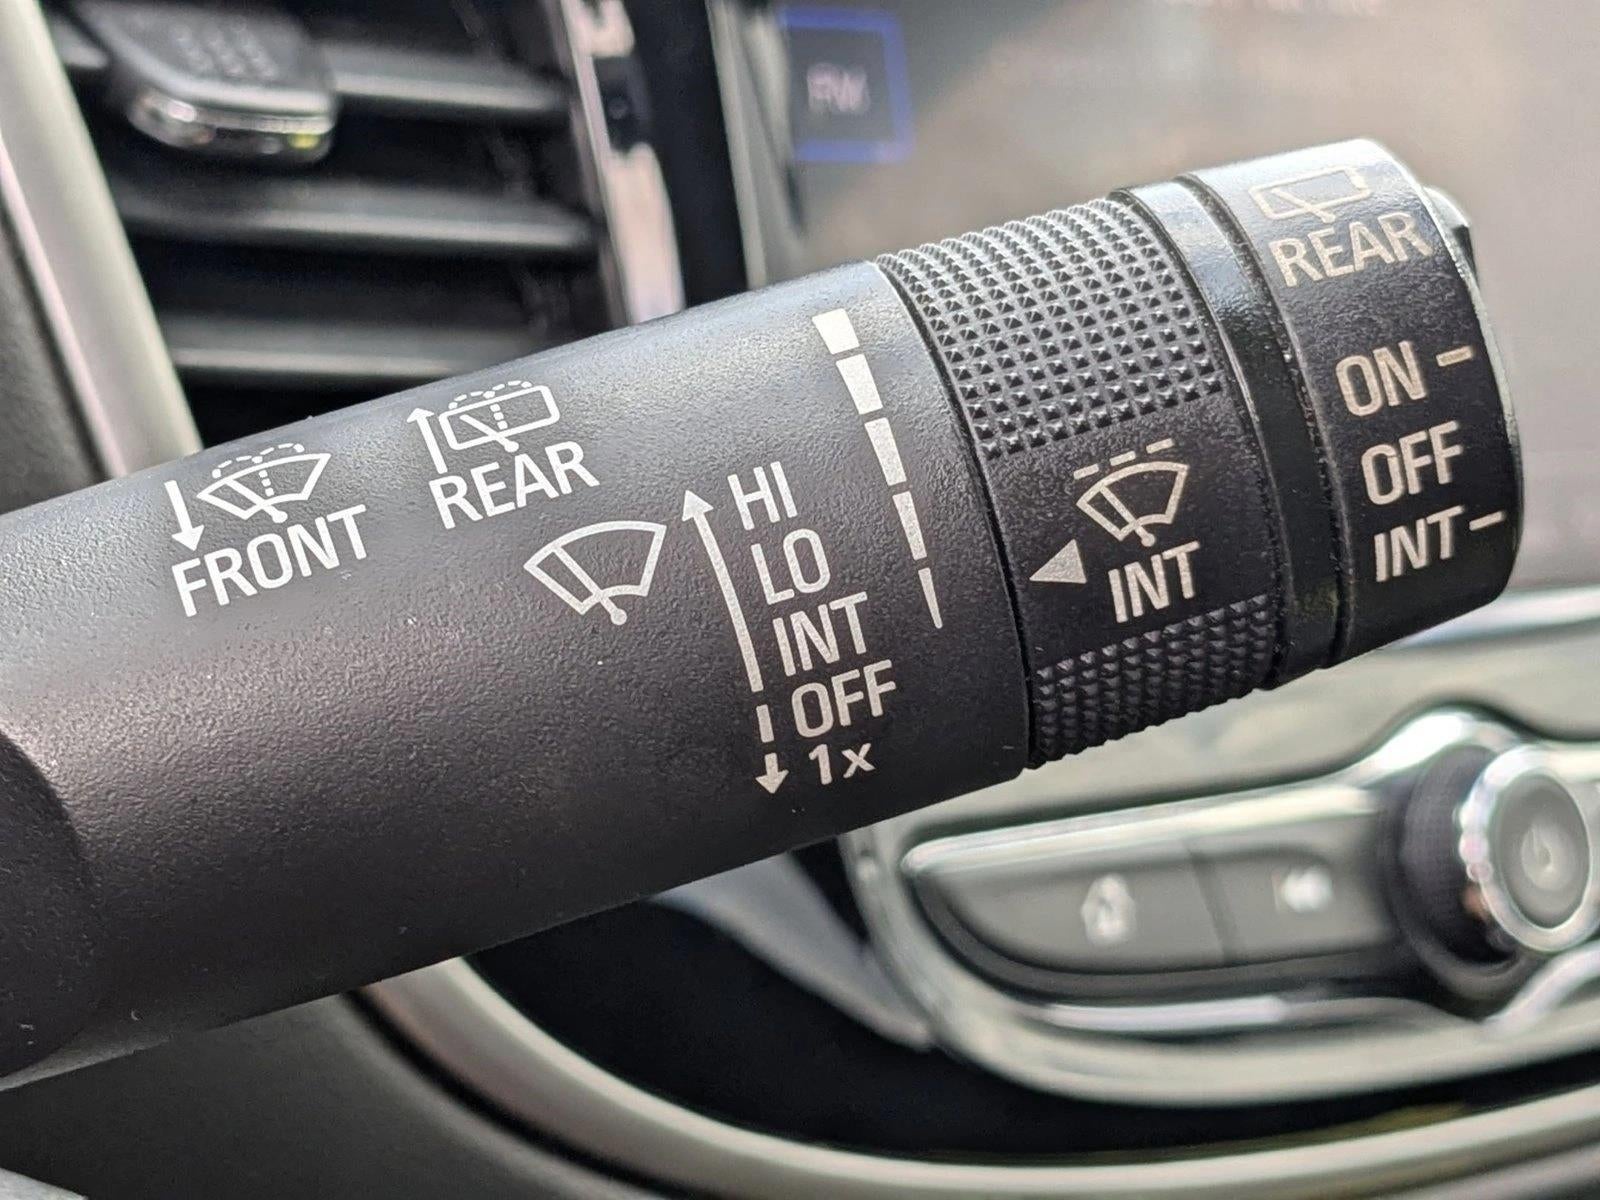 FRONT
REAR
HI
LO
INT
OFF
1x
INT
REAR
ON
OFF
INT